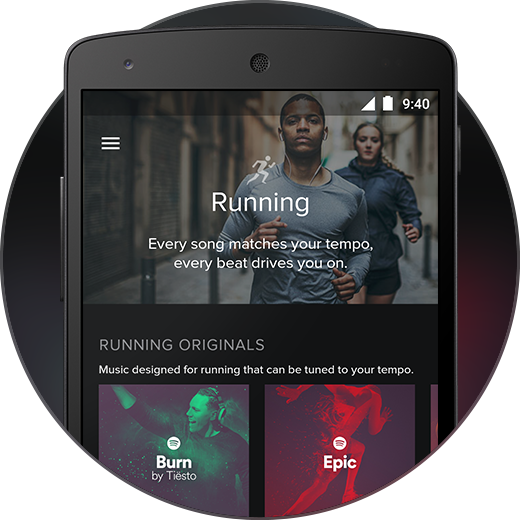 9:40
Running
Every song matches your tempo,
every beat drives you on.
RUNNING ORIGINALS
Music designed for running that can be tuned to your tempo.
Burn
by Tiësto
Epic